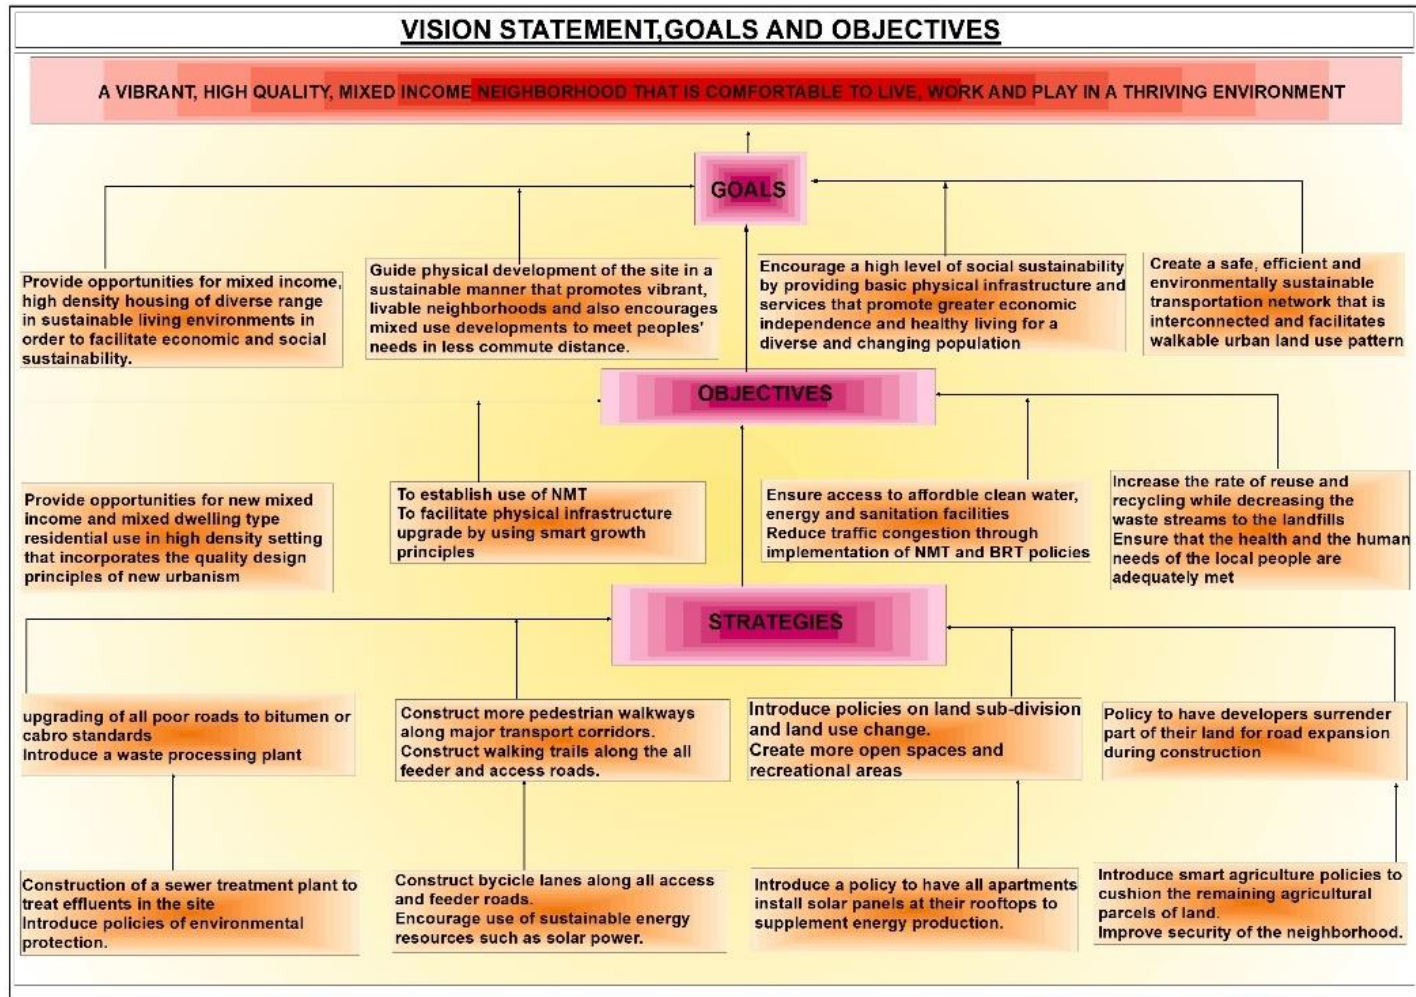 VISION STATEMENT,GOALS AND OBJECTIVES
A VIBRANT, HIGH QUALITY, MIXED INCOME NEIGHBORHOOD THAT IS COMFORTABLE TO LIVE, WORK AND PLAY IN A THRIVING ENVIRONMENT
GOALS
Provide opportunities for mixed income,
high density housing of diverse range
in sustainable living environments in
order to facilitate economic and social
sustainability.
Guide physical development of the site in a
sustainable manner that promotes vibrant,
livable neighborhoods and also encourages
mixed use developments to meet peoples'
needs in less commute distance.
Encourage a high level of social sustainability
by providing basic physical infrastructure and
services that promote greater economic
independence and healthy living for a
diverse and changing population
Create a safe, efficient and
environmentally sustainable
transportation network that is
interconnected and facilitates
walkable urban land use pattern
OBJECTIVES
Provide opportunities for new mixed
income and mixed dwelling type
residential use in high density setting
that incorporates the quality design
principles of new urbanism
To establish use of NMT
To facilitate physical infrastructure
upgrade by using smart growth
principles
Ensure access to affordble clean water,
energy and sanitation facilities
Reduce traffic congestion through
implementation of NMT and BRT policies
Increase the rate of reuse and
recycling while decreasing the
waste streams to the landfills
Ensure that the health and the human
needs of the local people are
adequately met
STRATEGIES
upgrading of all poor roads to bitumen or
cabro standards
Introduce a waste processing plant
Construct more pedestrian walkways
along major transport corridors.
Construct walking trails along the all
feeder and access roads.
Introduce policies on land sub-division
and land use change.
Create more open spaces and
recreational areas
Policy to have developers surrender
part of their land for road expansion
during construction
Construction of a sewer treatment plant to
treat effluents in the site
Introduce policies of environmental
protection.
Construct bycicle lanes along all access
and feeder roads.
Encourage use of sustainable energy
resources such as solar power.
Introduce a policy to have all apartments
install solar panels at their rooftops to
supplement energy production.
Introduce smart agriculture policies to
cushion the remaining agricultural
parcels of land.
Improve security of the neighborhood.